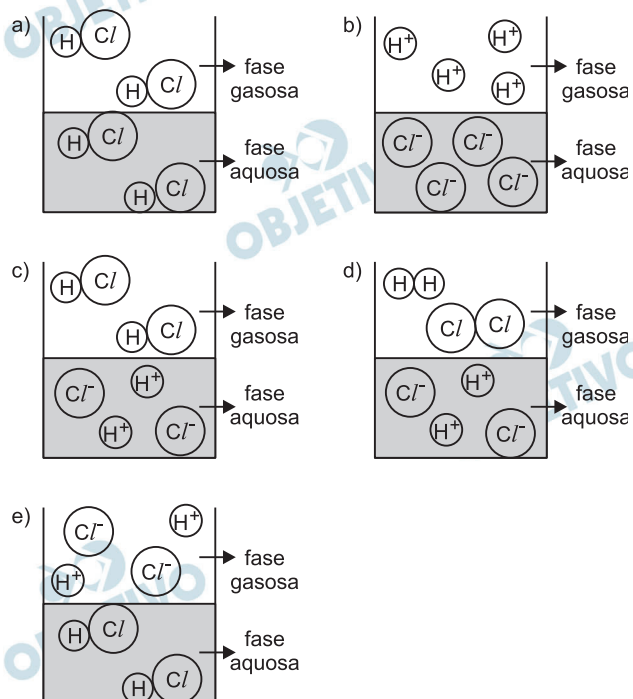 a)
H Cl
H Cl
fase
gasosa
H Cl
H Cl
fase
aquosa
b)
H+ H+
H+ H+
fase
gasosa
Cl– Cl–
Cl– Cl–
fase
aquosa
c)
H Cl
H Cl
fase
gasosa
Cl– H+
H+ Cl–
fase
aquosa
d)
H H
Cl Cl
fase
gasosa
Cl– H+
H+ Cl–
fase
aquosa
e)
Cl– H+
H+ Cl–
fase
gasosa
H Cl
H Cl
fase
aquosa
OBJETIVO